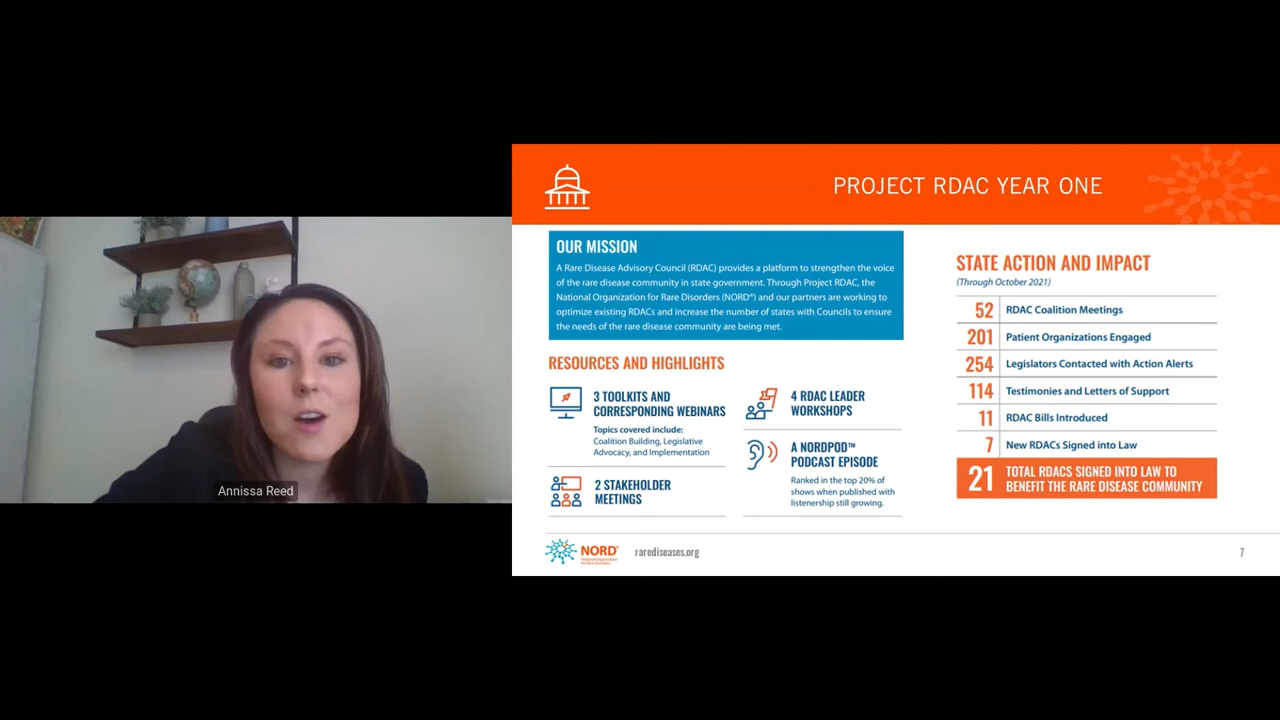 Annissa Reed
PROJECT RDAC YEAR ONE
OUR MISSION
A Rare Disease Advisory Council (RDAC) provides a platform to strengthen the voice
of the rare disease community in state government. Through Project RDAC, the
National Organization for Rare Disorders (NORD®) and our partners are working to
optimize existing RDACs and increase the number of states with Councils to ensure
the needs of the rare disease community are being met.
RESOURCES AND HIGHLIGHTS
3 TOOLKITS AND
CORRESPONDING WEBINARS
Topics covered include:
Coalition Building, Legislative
Advocacy, and Implementation
2 STAKEHOLDER
MEETINGS
4 RDAC LEADER
WORKSHOPS
A NORDPOD™
PODCAST EPISODE
Ranked in the top 20% of
shows when published with
listenership still growing.
STATE ACTION AND IMPACT
(Through October 2021)
52 RDAC Coalition Meetings
201 Patient Organizations Engaged
254 Legislators Contacted with Action Alerts
114 Testimonies and Letters of Support
11 RDAC Bills Introduced
7 New RDACs Signed into Law
21 TOTAL RDACS SIGNED INTO LAW TO
BENEFIT THE RARE DISEASE COMMUNITY
NORD®
National Organization
for Rare Disorders
rarediseases.org
7